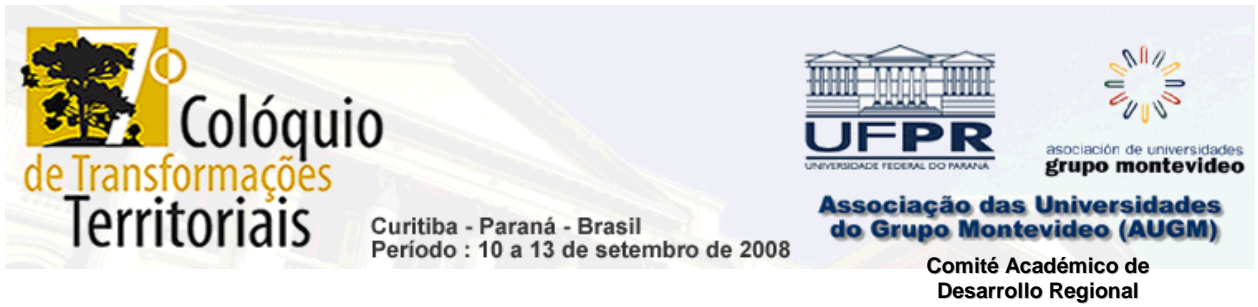 7º Colóquio
de Transformações
Territoriais
Curitiba - Paraná - Brasil
Período : 10 a 13 de setembro de 2008
UFPR
UNIVERSIDADE FEDERAL DO PARANÁ
asociación de universidades
grupo montevideo
Associação das Universidades
do Grupo Montevideo (AUGM)
Comité Académico de
Desarrollo Regional